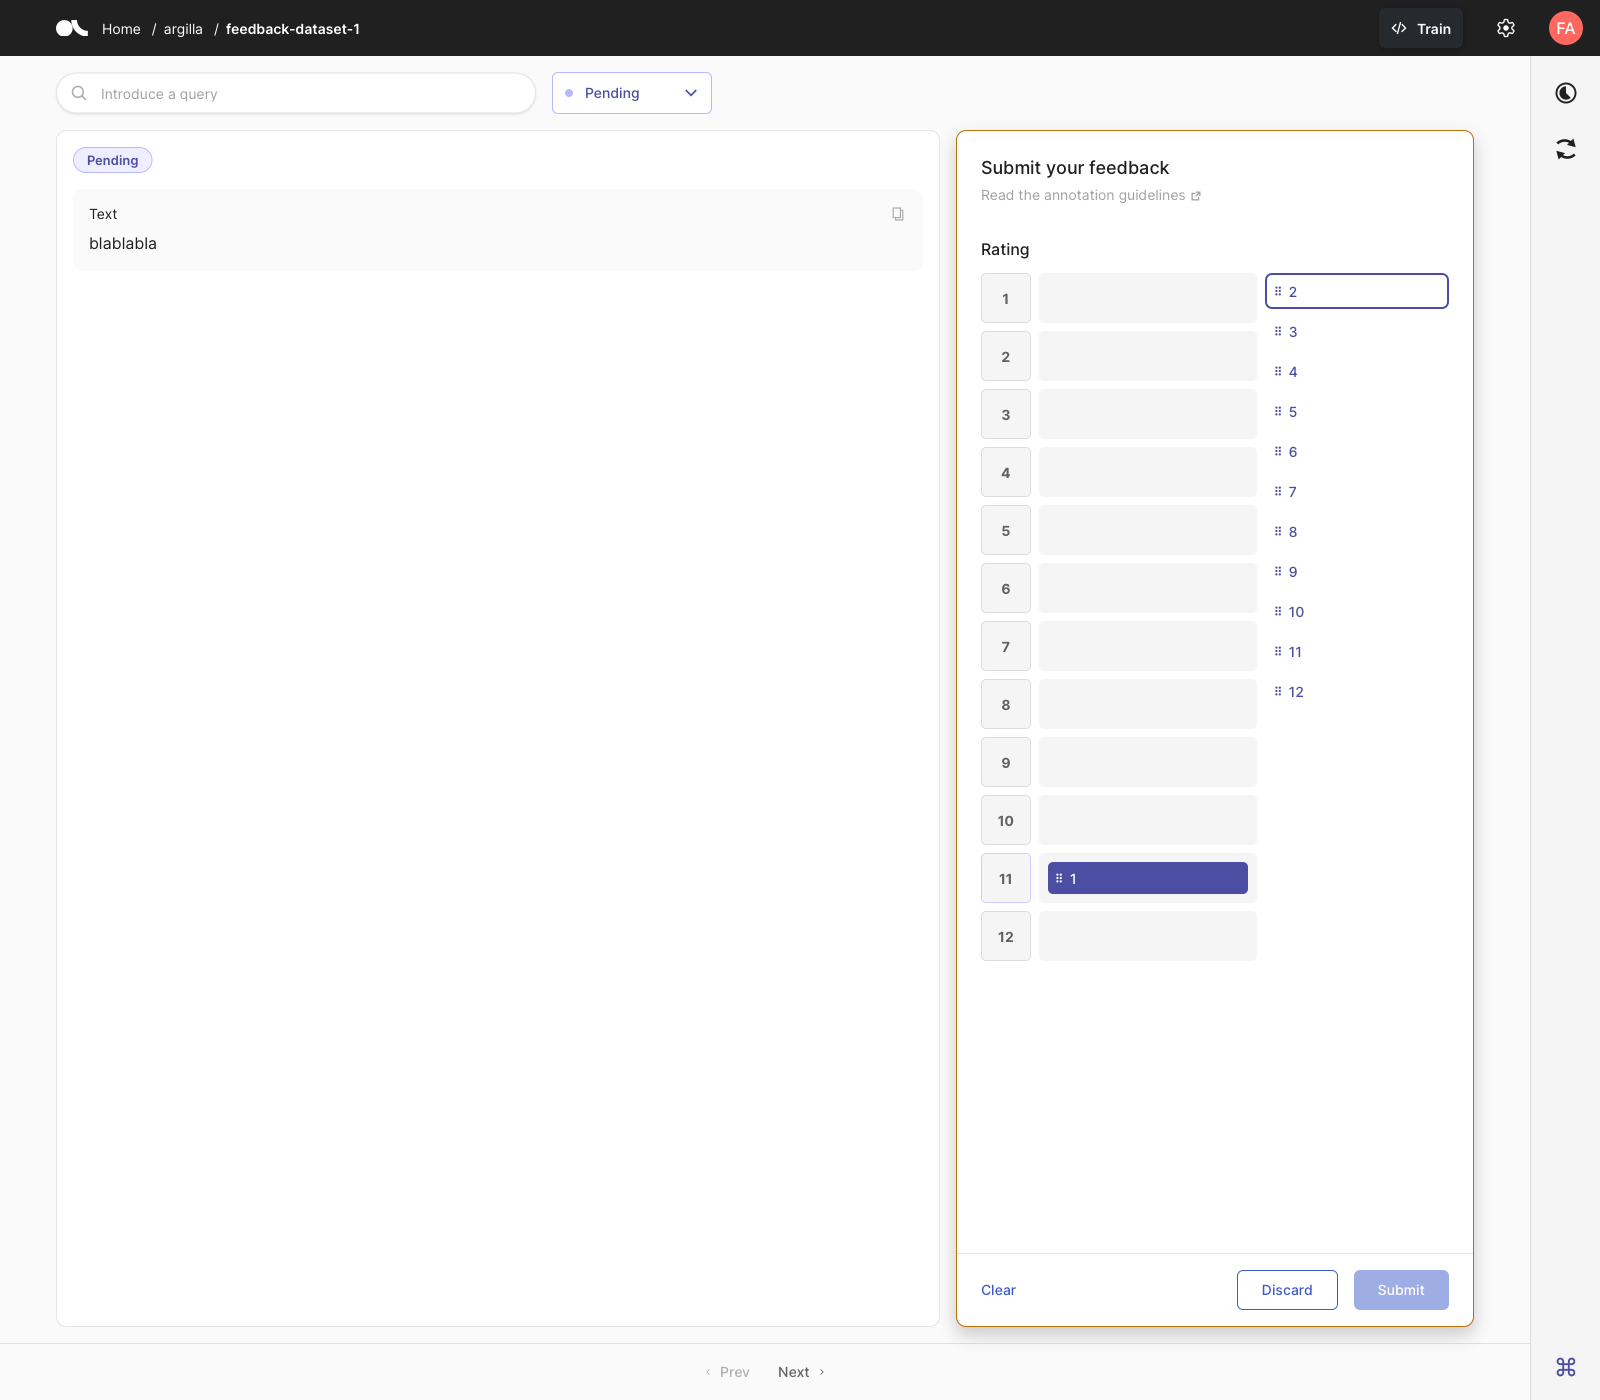 Home / argilla / feedback-dataset-1
Train
FA
Introduce a query
Pending
Pending
Text
blablabla
Submit your feedback
Read the annotation guidelines
Rating
1
2
3
4
5
6
7
8
9
10
11
1
12
2
3
4
5
6
7
8
9
10
11
12
Clear
Discard
Submit
Prev
Next